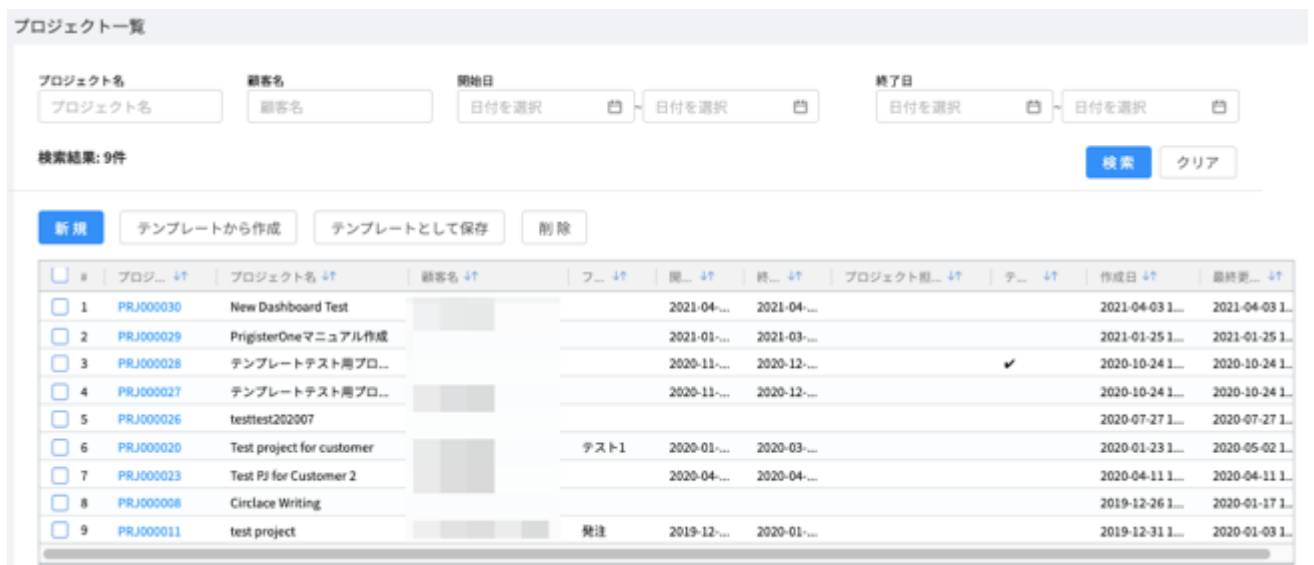 プロジェクト一覧
プロジェクト名 顧客名 開始日 終了日
プロジェクト名 顧客名 日付を選択 ~ 日付を選択 日付を選択 ~ 日付を選択
検索結果: 9件 検索 クリア
新規 テンプレートから作成 テンプレートとして保存 削除
# プロジ... プロジェクト名 顧客名 フ... 開... 終... プロジェクト担... テ... 作成日 最終更...
1 PRJ000030 New Dashboard Test 2021-04-... 2021-04-... 2021-04-03 1... 2021-04-03 1...
2 PRJ000029 PrigisterOneマニュアル作成 2021-01-... 2021-03-... 2021-01-25 1... 2021-01-25 1...
3 PRJ000028 テンプレートテスト用プロ... 2020-11-... 2020-12-... ✔ 2020-10-24 1... 2020-10-24 1...
4 PRJ000027 テンプレートテスト用プロ... 2020-11-... 2020-12-... 2020-10-24 1... 2020-10-24 1...
5 PRJ000026 testtest202007 2020-07-27 1... 2020-07-27 1...
6 PRJ000020 Test project for customer テスト1 2020-01-... 2020-03-... 2020-01-23 1... 2020-05-02 1...
7 PRJ000023 Test PJ for Customer 2 2020-04-... 2020-04-... 2020-04-11 1... 2020-04-11 1...
8 PRJ000008 Circlace Writing 2019-12-26 1... 2020-01-17 1...
9 PRJ000011 test project 発注 2019-12-... 2020-01-... 2019-12-31 1... 2020-01-03 1...